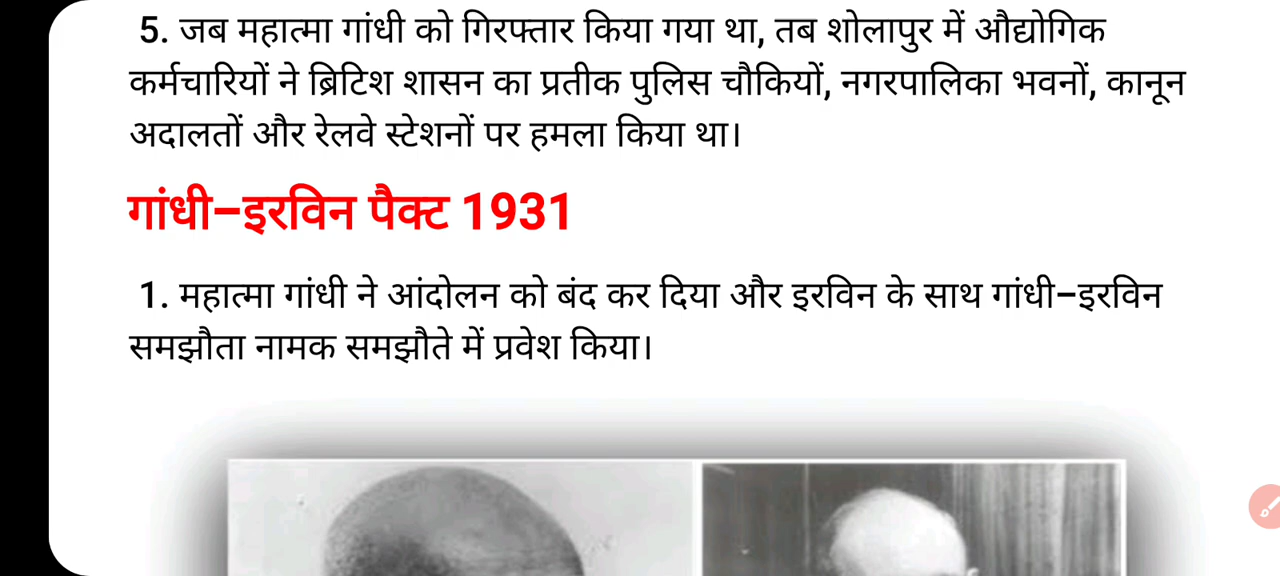 5. जब महात्मा गांधी को गिरफ्तार किया गया था, तब शोलापुर में औद्योगिक
कर्मचारियों ने ब्रिटिश शासन का प्रतीक पुलिस चौकियों, नगरपालिका भवनों, कानून
अदालतों और रेलवे स्टेशनों पर हमला किया था।
गांधी–इरविन पैक्ट 1931
1. महात्मा गांधी ने आंदोलन को बंद कर दिया और इरविन के साथ गांधी–इरविन
समझौता नामक समझौते में प्रवेश किया।